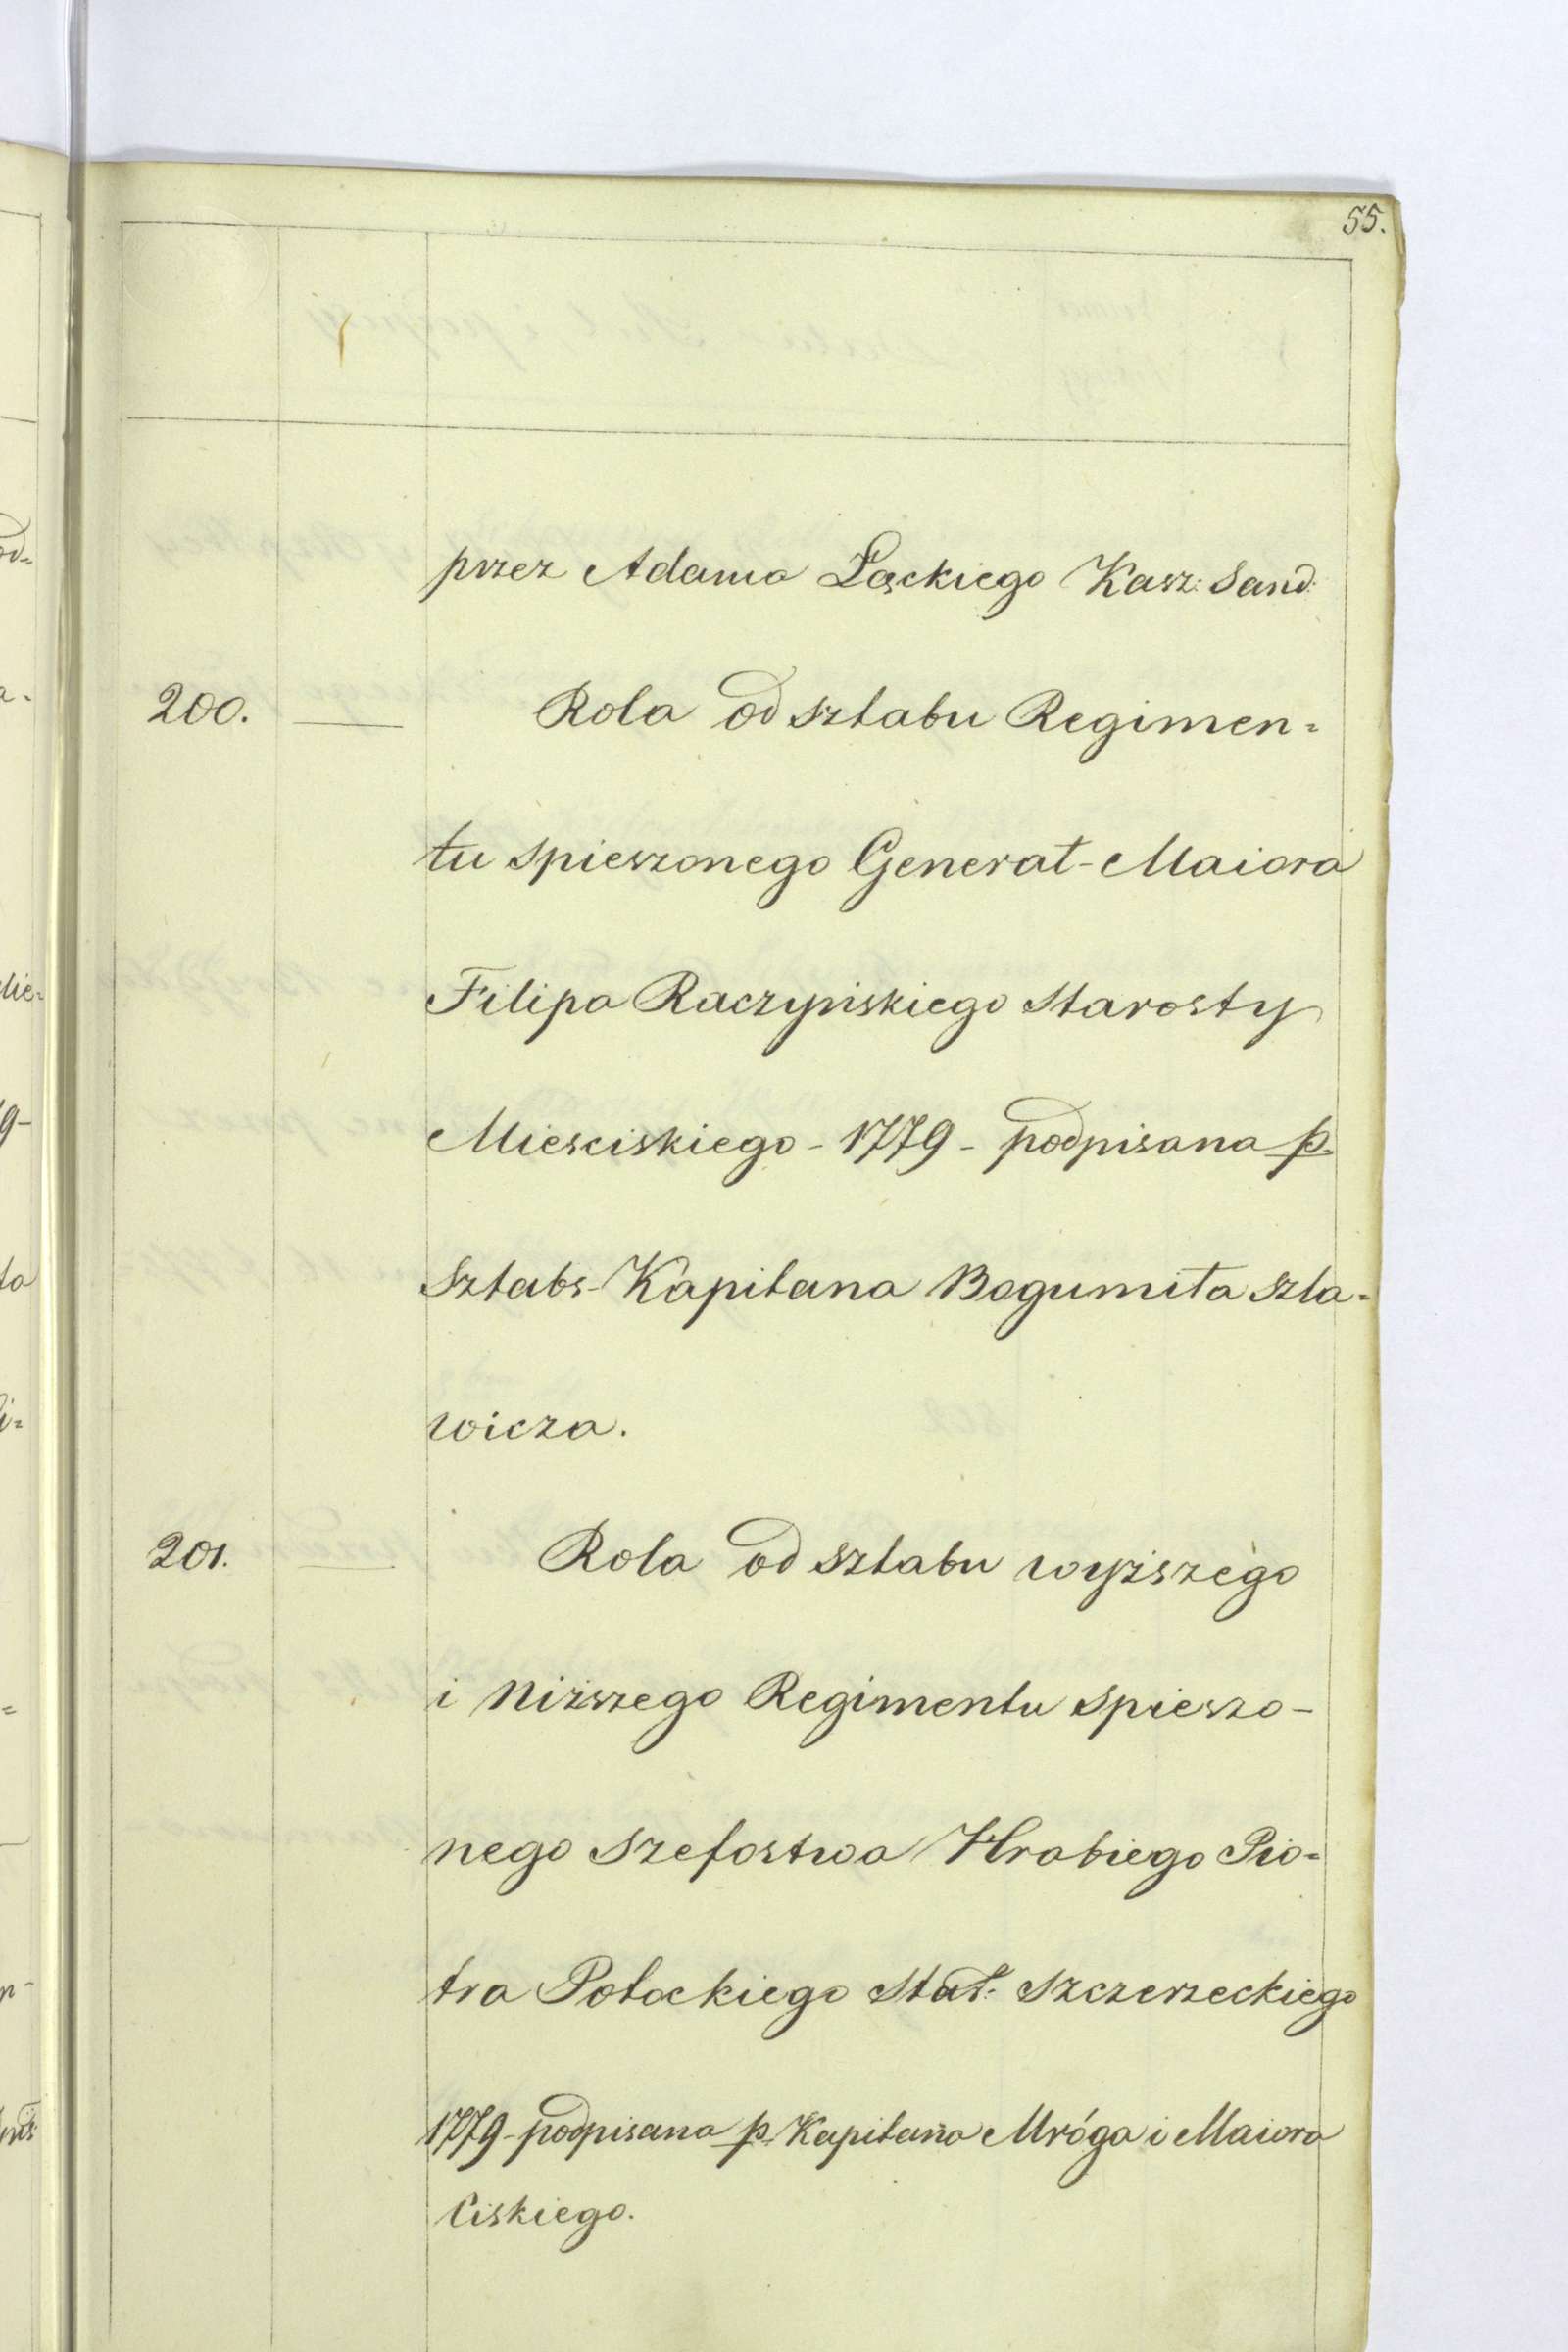 55.
przez Adama Łąckiego Kasz: Sand:
200. — Rola od sztabu Regimen=
tu spieszonego Generał-Maiora
Filipa Raczyńskiego Starosty
Miesciskiego - 1779 - podpisana p.
Sztabs-Kapitana Bogumiła Szla=
wicza.
201. — Rola od sztabu wyższego
i niższego Regimentu spieszo-
nego Szefostwa Hrabiego Pio=
tra Potockiego Stat: Szczerzeckiego
1779 - podpisana p. Kapitana Mróga i Maiora
Ciskiego.